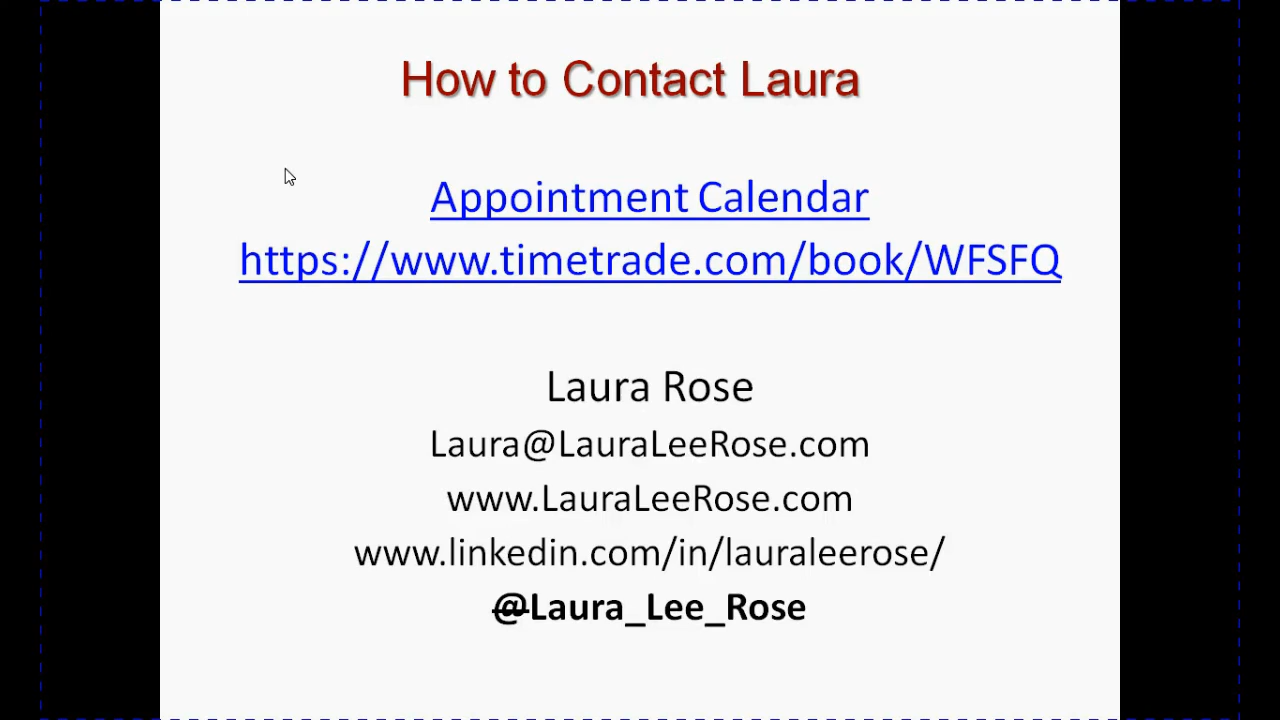 How to Contact Laura
Appointment Calendar
https://www.timetrade.com/book/WFSFQ
Laura Rose
Laura@LauraLeeRose.com
www.LauraLeeRose.com
www.linkedin.com/in/lauraleerose/
@Laura_Lee_Rose